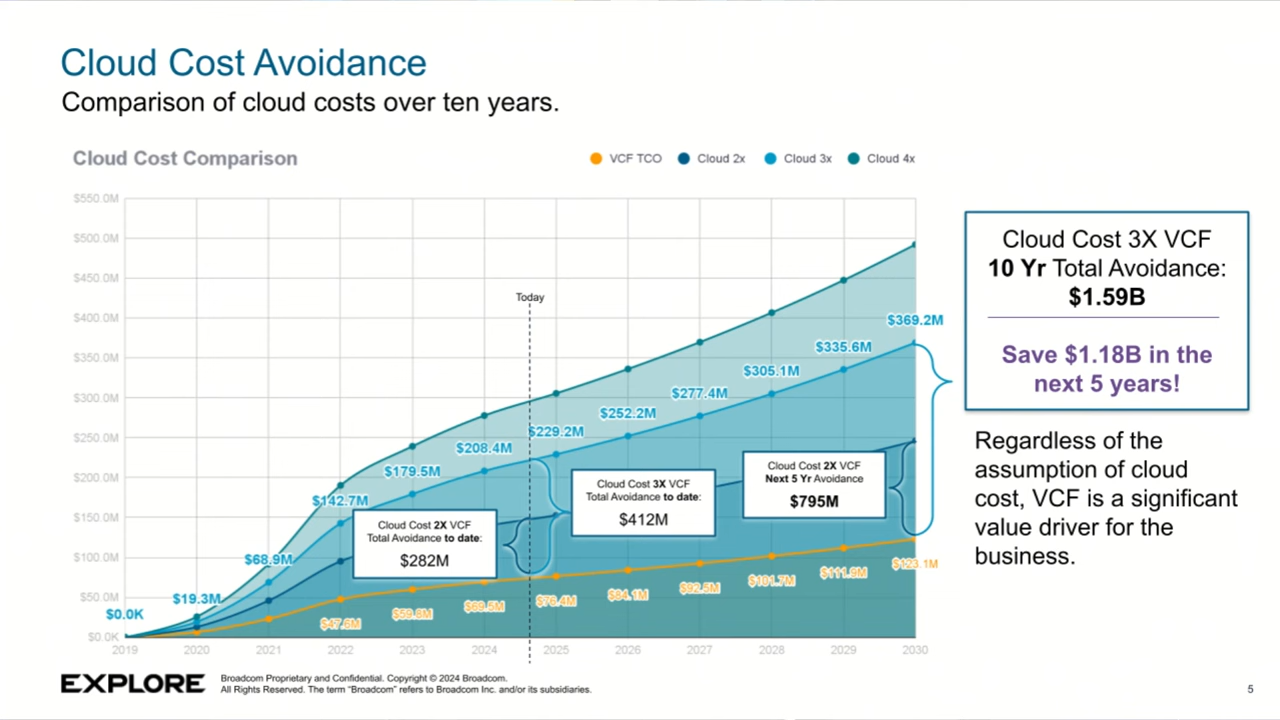 Cloud Cost Avoidance
Comparison of cloud costs over ten years.
Cloud Cost Comparison
VCF TCO
Cloud 2x
Cloud 3x
Cloud 4x
$550.0M
$500.0M
$450.0M
$400.0M
$350.0M
$300.0M
$250.0M
$200.0M
$150.0M
$100.0M
$50.0M
$0.0K
Today
$0.0K
$19.3M
$68.9M
$142.7M
$179.5M
$208.4M
$229.2M
$252.2M
$277.4M
$305.1M
$335.6M
$369.2M
$47.6M
$59.8M
$69.5M
$76.4M
$84.1M
$92.5M
$101.7M
$111.9M
$123.1M
Cloud Cost 2X VCF
Total Avoidance to date:
$282M
Cloud Cost 3X VCF
Total Avoidance to date:
$412M
Cloud Cost 2X VCF
Next 5 Yr Avoidance
$795M
2019 2020 2021 2022 2023 2024 2025 2026 2027 2028 2029 2030
Cloud Cost 3X VCF
10 Yr Total Avoidance:
$1.59B
Save $1.18B in the
next 5 years!
Regardless of the
assumption of cloud
cost, VCF is a significant
value driver for the
business.
EXPLORE
Broadcom Proprietary and Confidential. Copyright © 2024 Broadcom.
All Rights Reserved. The term “Broadcom” refers to Broadcom Inc. and/or its subsidiaries.
5